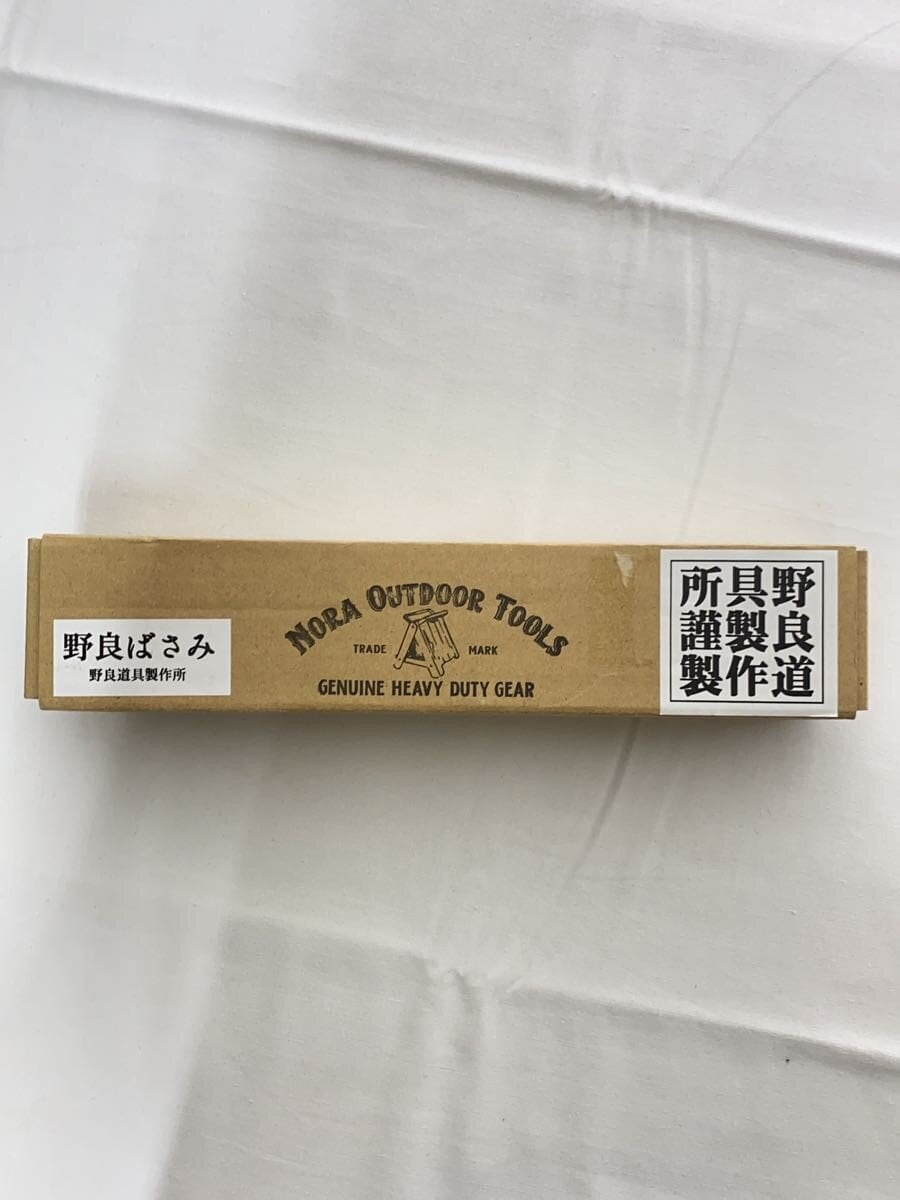 野良ばさみ
野良道具製作所
NORA OUTDOOR TOOLS
TRADE MARK
GENUINE HEAVY DUTY GEAR
野良道
具製作
所謹製